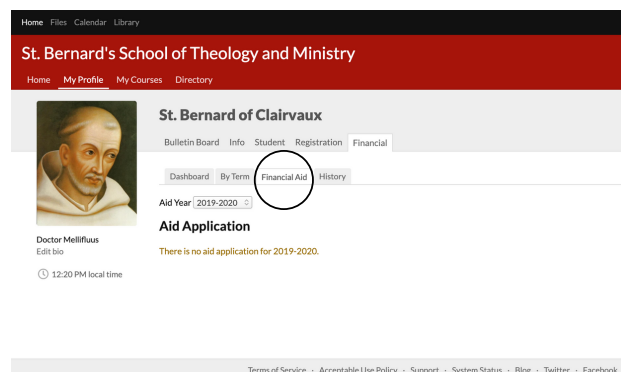 Home Files Calendar Library
St. Bernard's School of Theology and Ministry
Home My Profile My Courses Directory
St. Bernard of Clairvaux
Bulletin Board Info Student Registration Financial
Dashboard By Term Financial Aid History
Aid Year 2019-2020
Aid Application
There is no aid application for 2019-2020.
Doctor Mellifluus
Edit bio
12:20 PM local time
Terms of Service · Acceptable Use Policy · Support · System Status · Blog · Twitter · Facebook